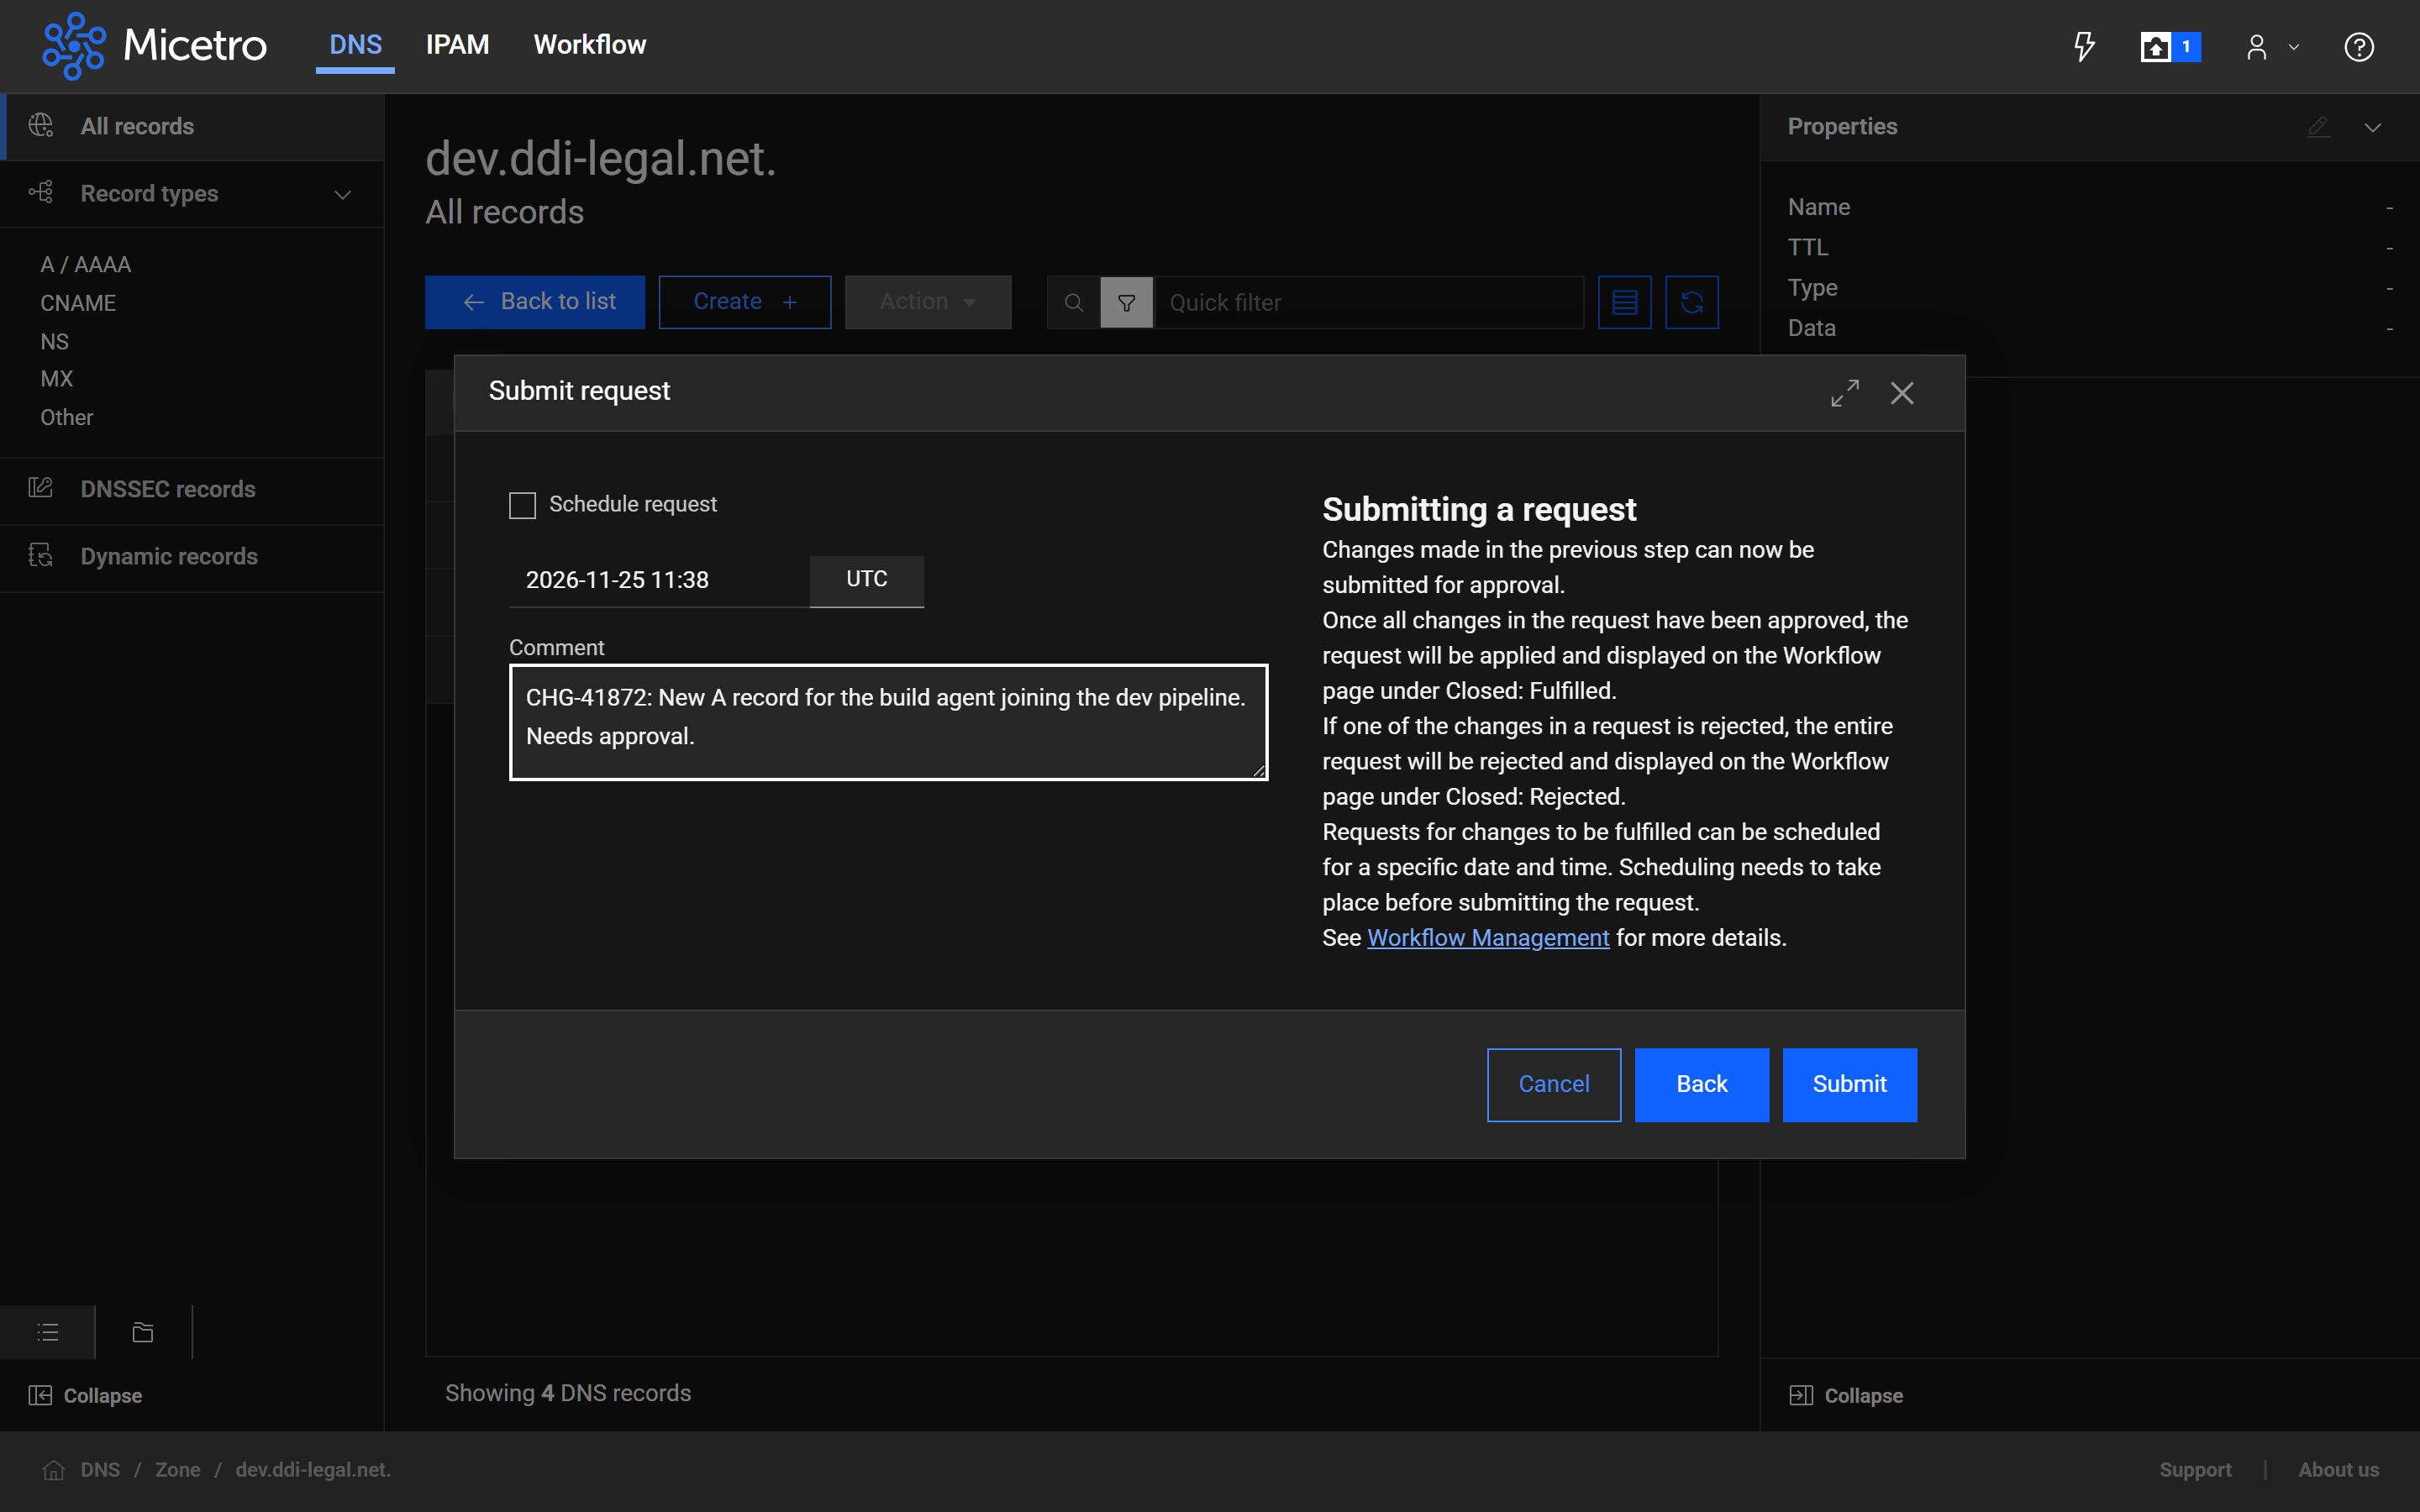 Micetro
DNS
IPAM
Workflow
1
All records
Record types
A / AAAA
CNAME
NS
MX
Other
DNSSEC records
Dynamic records
Collapse
dev.ddi-legal.net.
All records
Back to list
Create +
Action
Quick filter
Properties
Name -
TTL -
Type -
Data -
Submit request
Schedule request
2026-11-25 11:38
UTC
Comment
CHG-41872: New A record for the build agent joining the dev pipeline.
Needs approval.
Submitting a request
Changes made in the previous step can now be
submitted for approval.
Once all changes in the request have been approved, the
request will be applied and displayed on the Workflow
page under Closed: Fulfilled.
If one of the changes in a request is rejected, the entire
request will be rejected and displayed on the Workflow
page under Closed: Rejected.
Requests for changes to be fulfilled can be scheduled
for a specific date and time. Scheduling needs to take
place before submitting the request.
See Workflow Management for more details.
Cancel
Back
Submit
Showing 4 DNS records
Collapse
DNS / Zone / dev.ddi-legal.net.
Support | About us